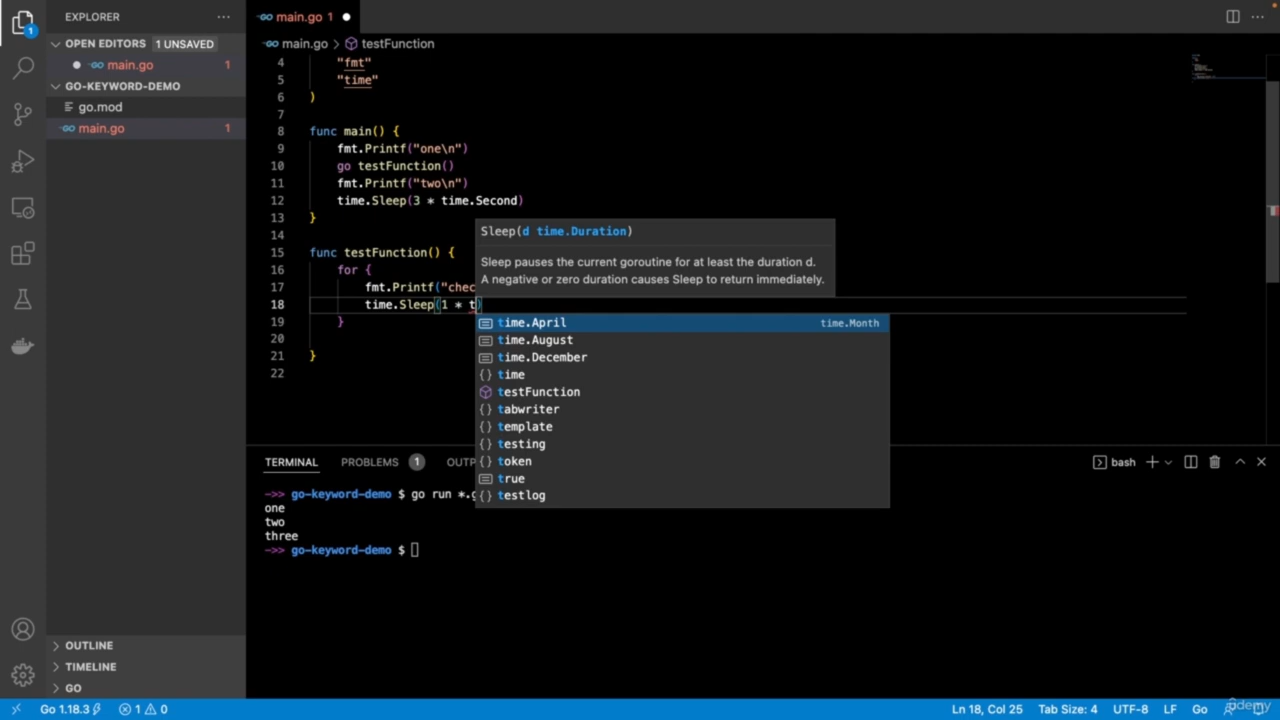 EXPLORER
main.go 1
OPEN EDITORS 1 UNSAVED
main.go 1
GO-KEYWORD-DEMO
go.mod
main.go 1
main.go > testFunction
4 "fmt"
5 "time"
6 )
7
8 func main() {
9 fmt.Printf("one\n")
10 go testFunction()
11 fmt.Printf("two\n")
12 time.Sleep(3 * time.Second)
13 }
14
15 func testFunction() {
16 for {
17 fmt.Printf("chec
18 time.Sleep(1 * t)
19 }
20
21 }
22
Sleep(d time.Duration)
Sleep pauses the current goroutine for at least the duration d.
A negative or zero duration causes Sleep to return immediately.
time.April time.Month
time.August
time.December
time
testFunction
tabwriter
template
testing
token
true
testlog
TERMINAL PROBLEMS 1 OUTP
bash
->> go-keyword-demo $ go run *.g
one
two
three
->> go-keyword-demo $
OUTLINE
TIMELINE
GO
1
Go 1.18.3 1 0 Ln 18, Col 25 Tab Size: 4 UTF-8 LF Go
udemy